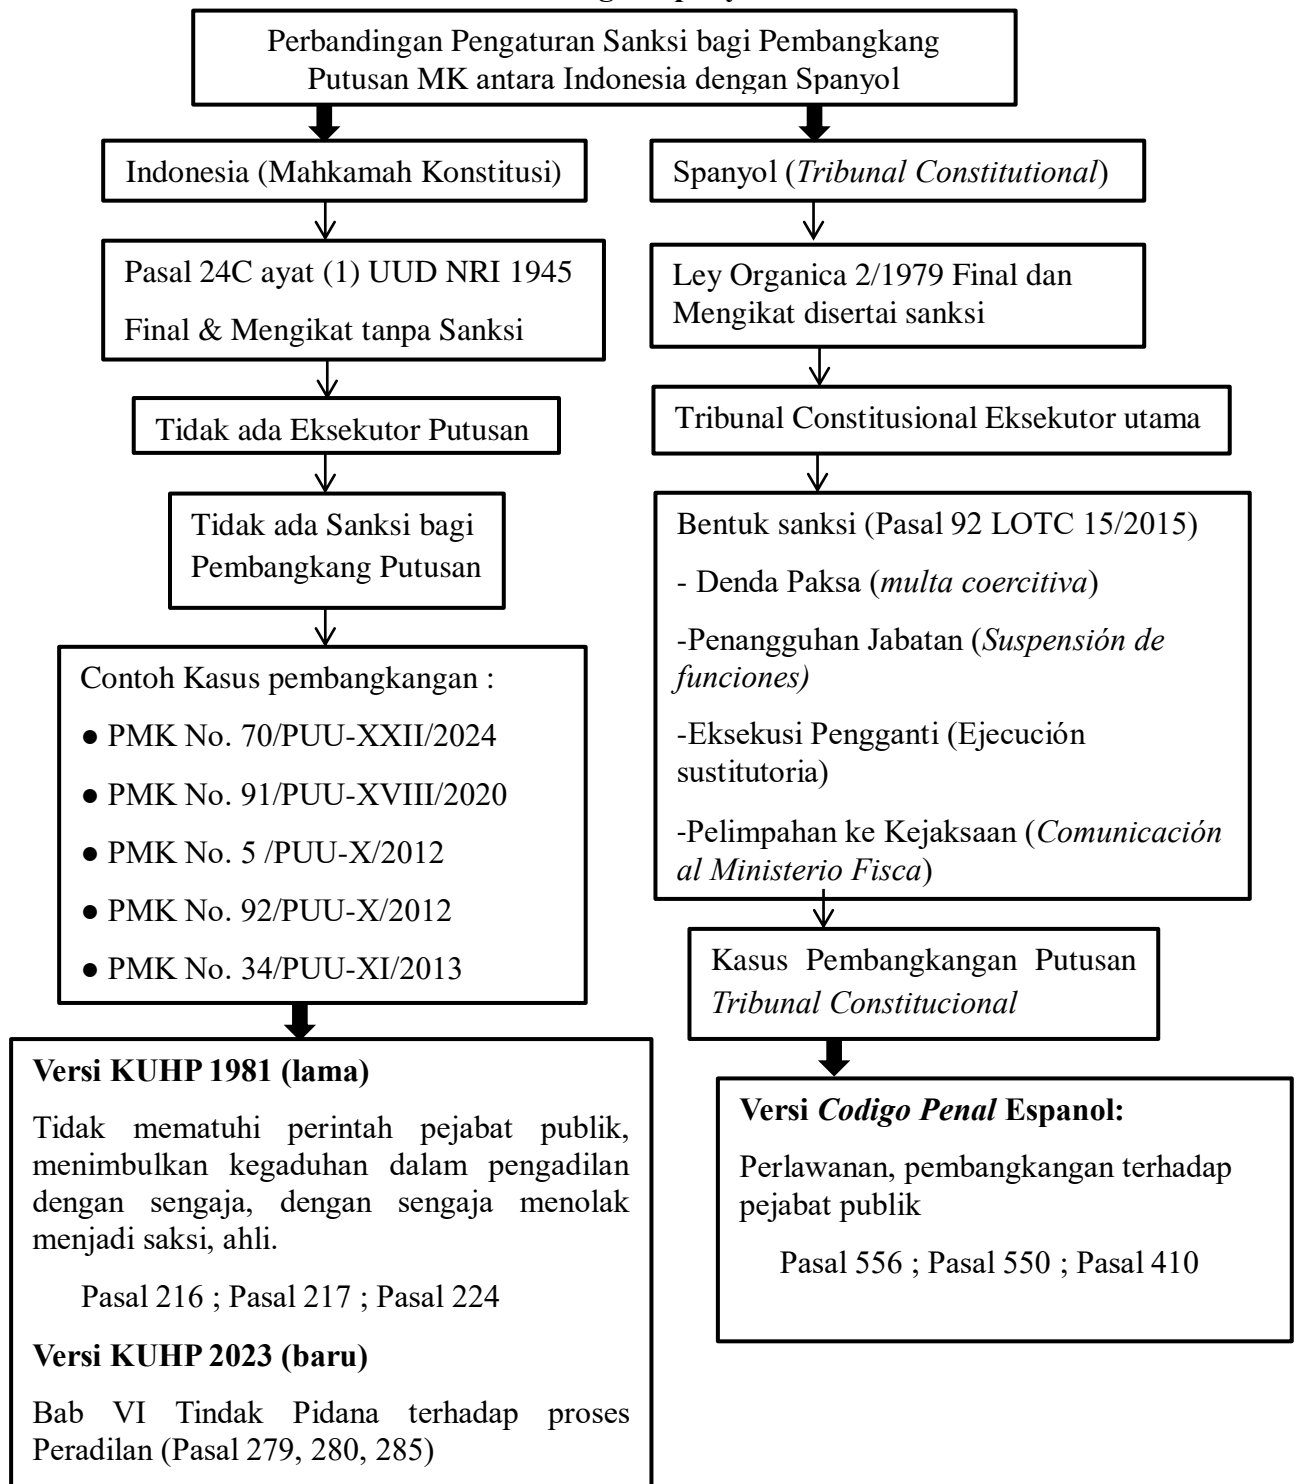 Perbandingan Pengaturan Sanksi bagi Pembangkang
Putusan MK antara Indonesia dengan Spanyol
Indonesia (Mahkamah Konstitusi)
Pasal 24C ayat (1) UUD NRI 1945
Final & Mengikat tanpa Sanksi
Tidak ada Eksekutor Putusan
Tidak ada Sanksi bagi
Pembangkang Putusan
Contoh Kasus pembangkangan :
● PMK No. 70/PUU-XXII/2024
● PMK No. 91/PUU-XVIII/2020
● PMK No. 5 /PUU-X/2012
● PMK No. 92/PUU-X/2012
● PMK No. 34/PUU-XI/2013
Versi KUHP 1981 (lama)
Tidak mematuhi perintah pejabat publik,
menimbulkan kegaduhan dalam pengadilan
dengan sengaja, dengan sengaja menolak
menjadi saksi, ahli.
Pasal 216 ; Pasal 217 ; Pasal 224
Versi KUHP 2023 (baru)
Bab VI Tindak Pidana terhadap proses
Peradilan (Pasal 279, 280, 285)
Spanyol (Tribunal Constitutional)
Ley Organica 2/1979 Final dan
Mengikat disertai sanksi
Tribunal Constitusional Eksekutor utama
Bentuk sanksi (Pasal 92 LOTC 15/2015)
- Denda Paksa (multa coercitiva)
-Penangguhan Jabatan (Suspensión de
funciones)
-Eksekusi Pengganti (Ejecución
sustitutoria)
-Pelimpahan ke Kejaksaan (Comunicación
al Ministerio Fisca)
Kasus Pembangkangan Putusan
Tribunal Constitucional
Versi Codigo Penal Espanol:
Perlawanan, pembangkangan terhadap
pejabat publik
Pasal 556 ; Pasal 550 ; Pasal 410